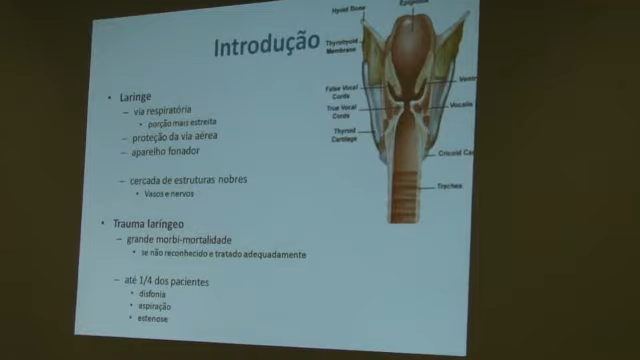 Introdução
• Laringe
– via respiratória
• porção mais estreita
– proteção da via aérea
– aparelho fonador
– cercada de estruturas nobres
• Vasos e nervos
• Trauma laríngeo
– grande morbi-mortalidade
• se não reconhecido e tratado adequadamente
– até 1/4 dos pacientes
• disfonia
• aspiração
• estenose
Hyoid Bone
Epiglottis
Thyrohyoid
Membrane
False Vocal
Cords
True Vocal
Cords
Thyroid
Cartilage
Ventri
Vocalis
Cricoid Car
Trachea